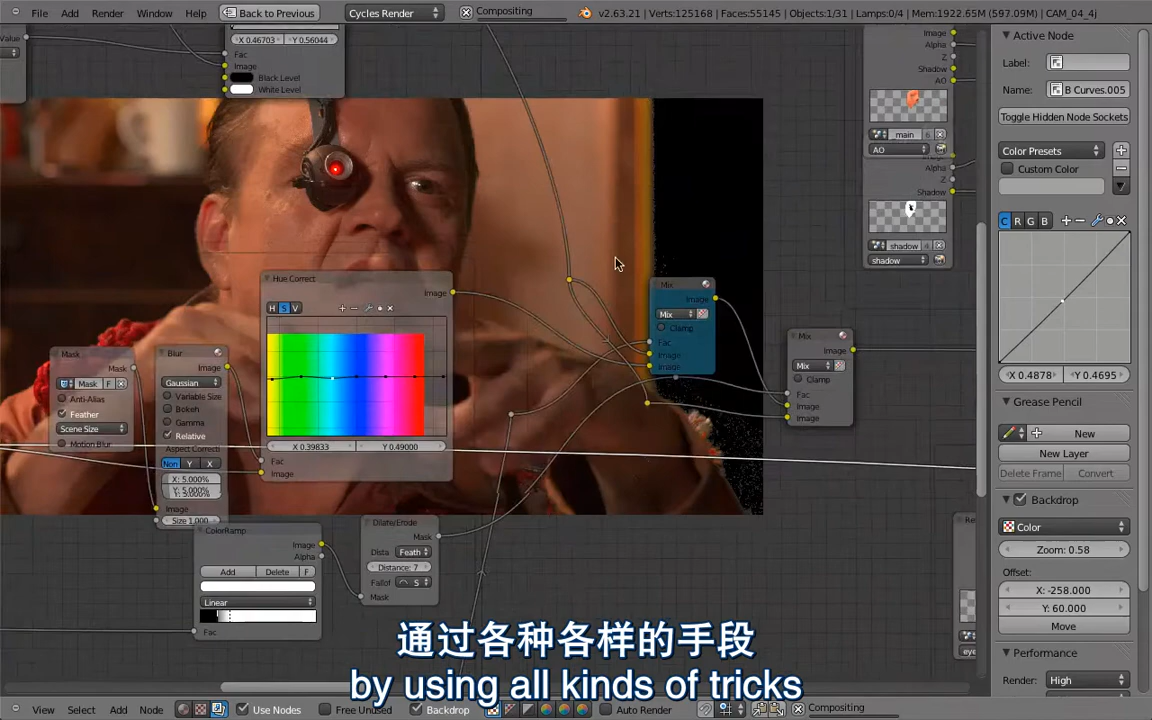 File Render Window Help Back to Previous Cycles Render Compositing v2.63.21 | Verts:125168 | Faces:55145 | Objects:1/31 | Lamps:0/4 | Mem:1922.65M (597.09M) | CAM_04_4j
Value
X 0.46703 Y 0.56044
Fac
Image
Black Level
White Level
Image
Alpha
Z
Shadow
AO
main 6
AO
Alpha
Z
Shadow
shadow 4
shadow
Hue Correct
Image
H S V
X 0.39833 Y 0.49000
Fac
Image
Mask
Mask
Mask F
Anti-Alias
Feather
Scene Size
Motion Blur
Blur
Image
Gaussian
Variable Size
Bokeh
Gamma
Relative
Aspect Correcti
Non Y X
X: 5.000%
Y: 5.000%
Image
Size 1.000
ColorRamp
Image
Alpha
Add Delete F
Linear
Fac
Dilate/Erode
Mask
Dista Feath
Distance: 7
Fallof S
Mask
Mix
Image
Mix
Clamp
Fac
Image
Image
Mix
Image
Mix
Clamp
Fac
Image
Image
Active Node
Label:
Name: B Curves.005
Toggle Hidden Node Sockets
Color Presets
Custom Color
C R G B
X 0.4878 Y 0.4695
Grease Pencil
New
New Layer
Delete Frame Convert
Backdrop
Color
Zoom: 0.58
Offset:
X: -258.000
Y: 60.000
Move
Performance
Render: High
通过各种各样的手段
by using all kinds of tricks
View Select Add Node Use Nodes Free Unused Backdrop Auto Render Compositing